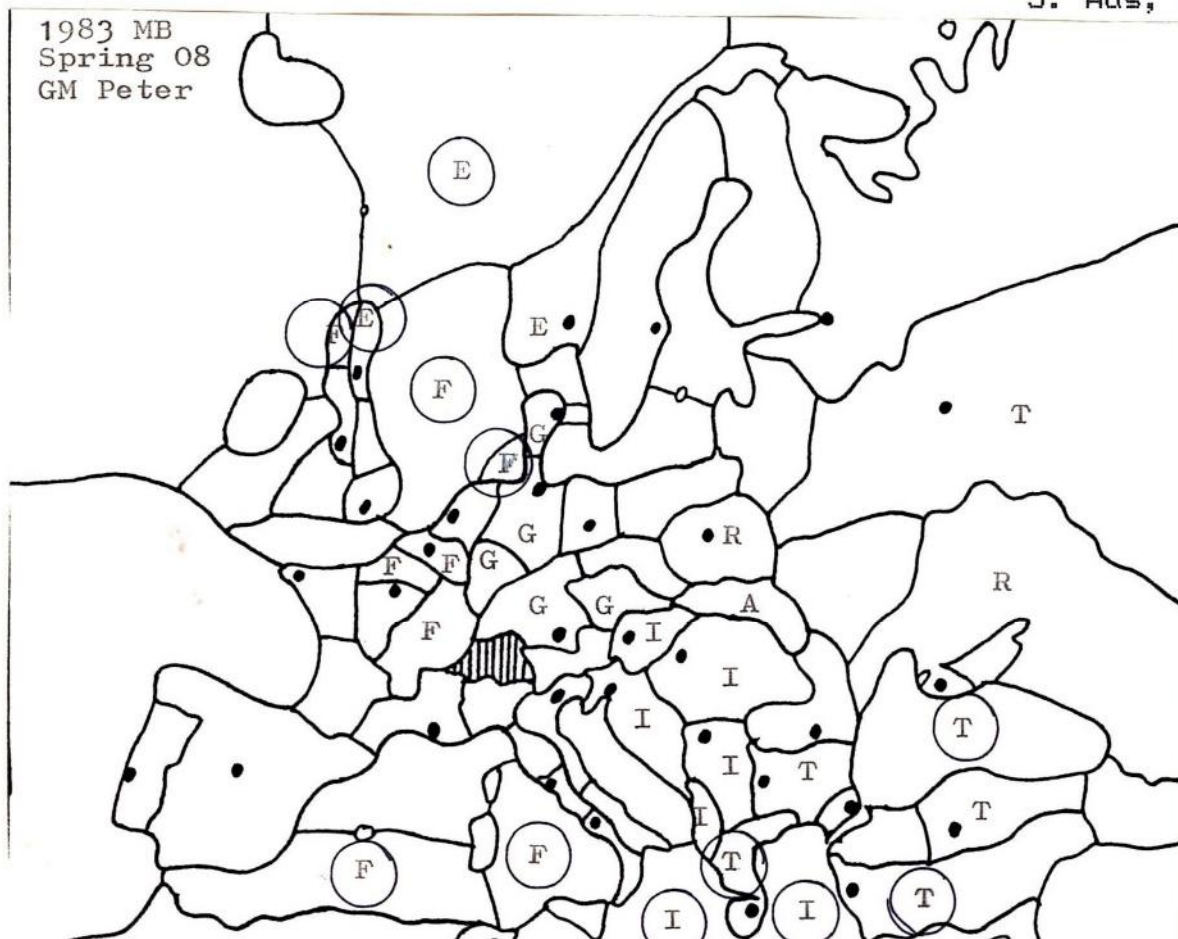 1983 MB
Spring 08
GM Peter
E
F E E
F T
G
F
G R
F F G
R
G G A
F I
I
I T
I T
I T
F F T
I I T